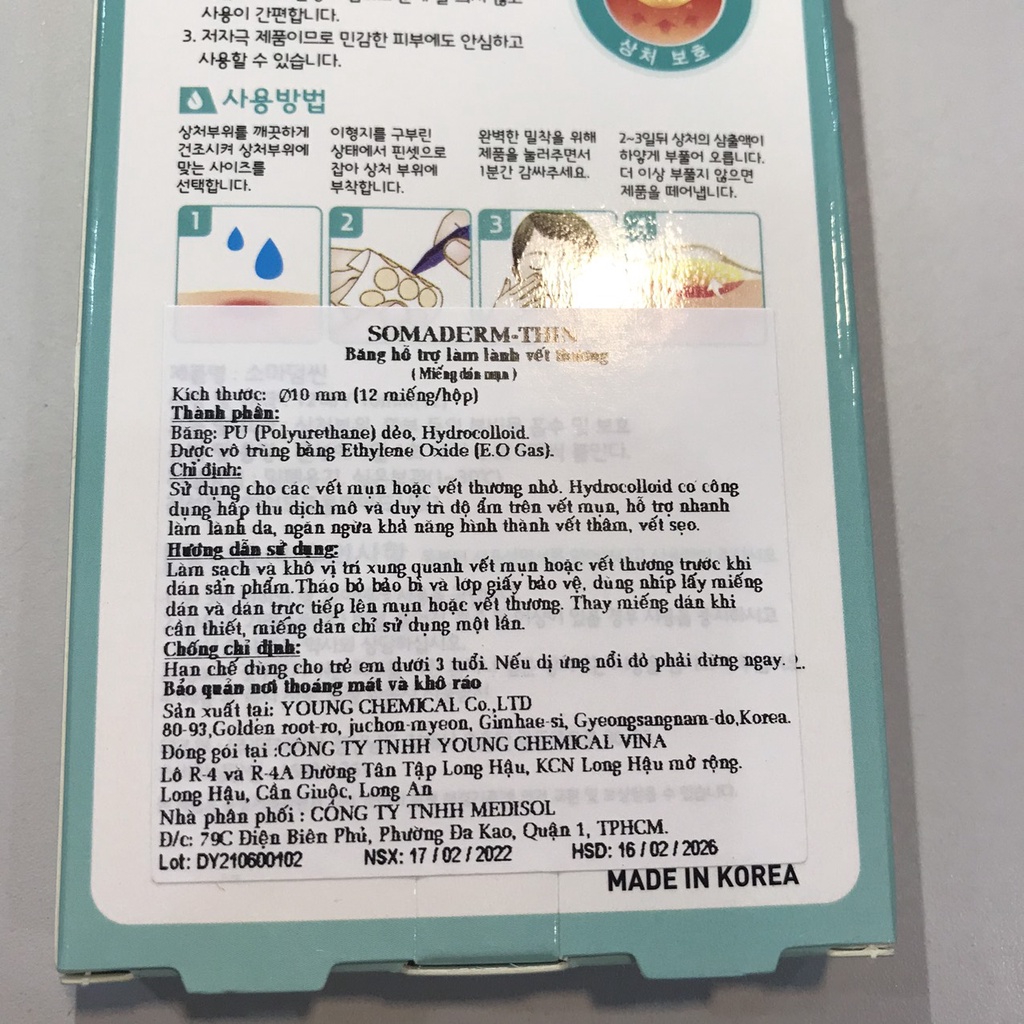 사용이 간편합니다.
3. 저자극 제품이므로 민감한 피부에도 안심하고
사용할 수 있습니다.
상처 보호
사용방법
상처부위를 깨끗하게
건조시켜 상처부위에
맞는 사이즈를
선택합니다.
이형지를 구부린
상태에서 핀셋으로
잡아 상처 부위에
부착합니다.
완벽한 밀착을 위해
제품을 눌러주면서
1분간 감싸주세요.
2~3일뒤 상처의 삼출액이
하얗게 부풀어 오릅니다.
더 이상 부풀지 않으면
제품을 떼어냅니다.
1
2
3
SOMADERM-THIN
Băng hỗ trợ làm lành vết thương
( Miếng dán mụn )
Kích thước: Ø10 mm (12 miếng/hộp)
Thành phần:
Băng: PU (Polyurethane) dẻo, Hydrocolloid.
Được vô trùng bằng Ethylene Oxide (E.O Gas).
Chỉ định:
Sử dụng cho các vết mụn hoặc vết thương nhỏ. Hydrocolloid có công
dụng hấp thu dịch mô và duy trì độ ẩm trên vết mụn, hỗ trợ nhanh
làm lành da, ngăn ngừa khả năng hình thành vết thâm, vết sẹo.
Hướng dẫn sử dụng:
Làm sạch và khô vị trí xung quanh vết mụn hoặc vết thương trước khi
dán sản phẩm.Tháo bỏ bao bì và lớp giấy bảo vệ, dùng nhíp lấy miếng
dán và dán trực tiếp lên mụn hoặc vết thương. Thay miếng dán khi
cần thiết, miếng dán chỉ sử dụng một lần.
Chống chỉ định:
Hạn chế dùng cho trẻ em dưới 3 tuổi. Nếu dị ứng nổi đỏ phải dừng ngay.
Bảo quản nơi thoáng mát và khô ráo
Sản xuất tại: YOUNG CHEMICAL Co.,LTD
80-93,Golden root-ro, juchon-myeon, Gimhae-si, Gyeongsangnam-do,Korea.
Đóng gói tại :CÔNG TY TNHH YOUNG CHEMICAL VINA
Lô R-4 và R-4A Đường Tân Tập Long Hậu, KCN Long Hậu mở rộng.
Long Hậu, Cần Giuộc, Long An
Nhà phân phối : CÔNG TY TNHH MEDISOL
Đ/c: 79C Điện Biên Phủ, Phường Đa Kao, Quận 1, TPHCM.
Lot: DY210600102 NSX: 17 / 02 / 2022 HSD: 16 / 02 / 2026
MADE IN KOREA